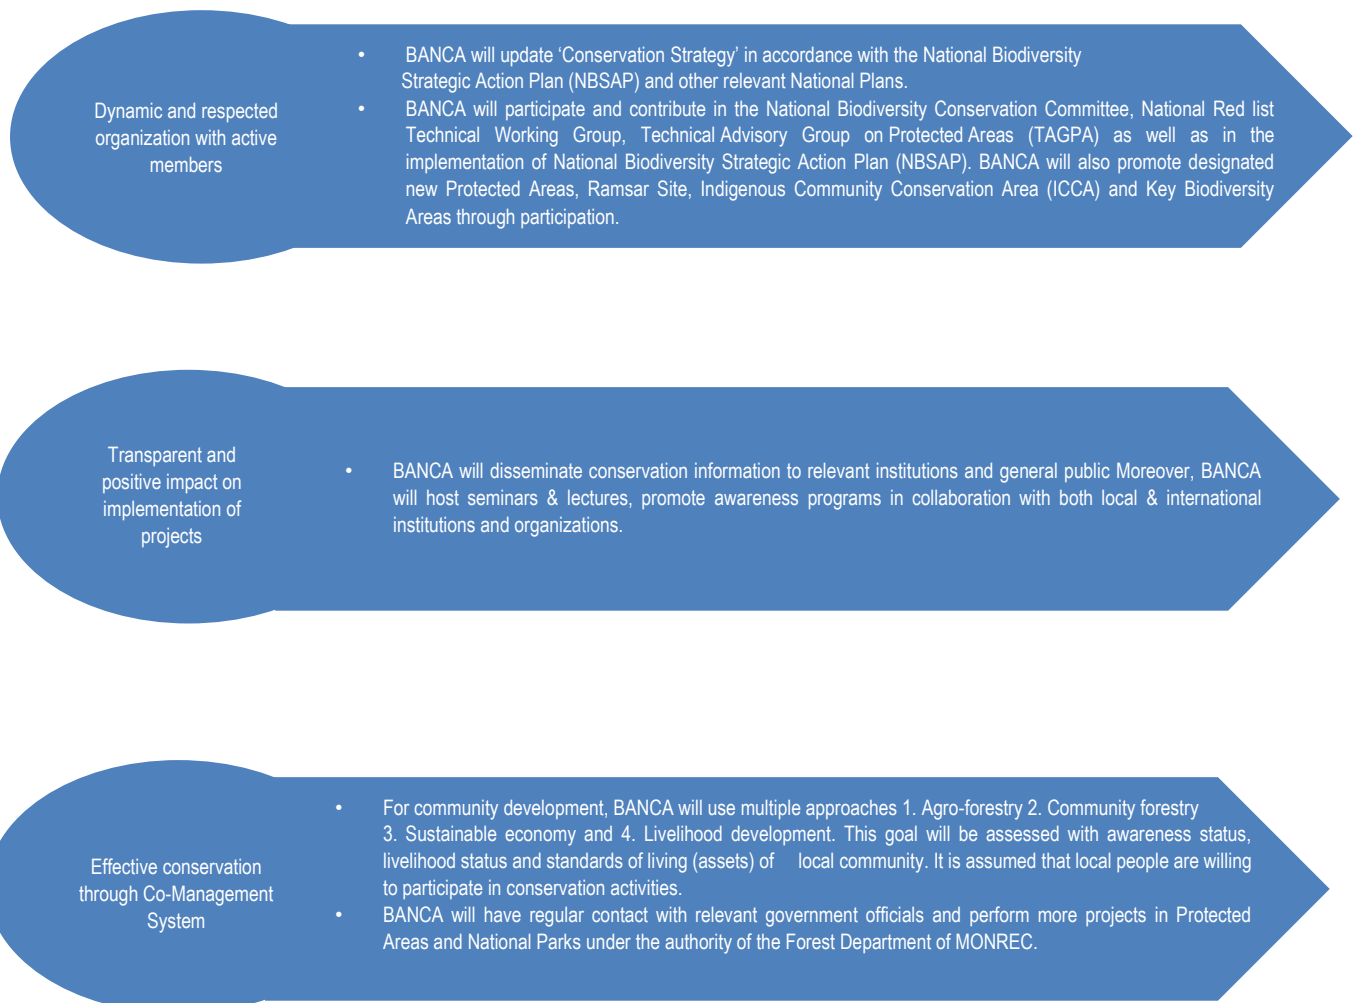 Dynamic and respected
organization with active
members
• BANCA will update ‘Conservation Strategy’ in accordance with the National Biodiversity
Strategic Action Plan (NBSAP) and other relevant National Plans.
• BANCA will participate and contribute in the National Biodiversity Conservation Committee, National Red list
Technical Working Group, Technical Advisory Group on Protected Areas (TAGPA) as well as in the
implementation of National Biodiversity Strategic Action Plan (NBSAP). BANCA will also promote designated
new Protected Areas, Ramsar Site, Indigenous Community Conservation Area (ICCA) and Key Biodiversity
Areas through participation.
Transparent and
positive impact on
implementation of
projects
• BANCA will disseminate conservation information to relevant institutions and general public Moreover, BANCA
will host seminars & lectures, promote awareness programs in collaboration with both local & international
institutions and organizations.
Effective conservation
through Co-Management
System
• For community development, BANCA will use multiple approaches 1. Agro-forestry 2. Community forestry
3. Sustainable economy and 4. Livelihood development. This goal will be assessed with awareness status,
livelihood status and standards of living (assets) of local community. It is assumed that local people are willing
to participate in conservation activities.
• BANCA will have regular contact with relevant government officials and perform more projects in Protected
Areas and National Parks under the authority of the Forest Department of MONREC.